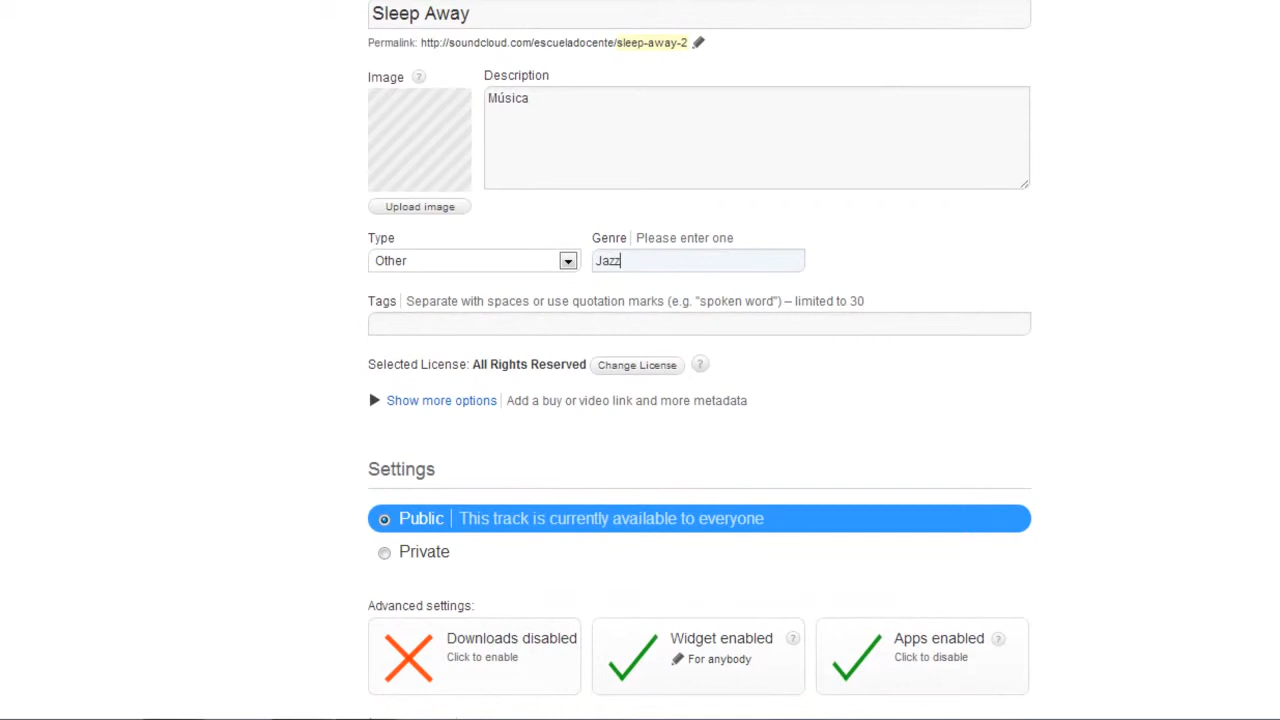 Sleep Away
Permalink: http://soundcloud.com/escueladocente/sleep-away-2
Image ?
Description
Música
Upload image
Type
Genre Please enter one
Other
Jazz
Tags Separate with spaces or use quotation marks (e.g. "spoken word") – limited to 30
Selected License: All Rights Reserved Change License ?
Show more options Add a buy or video link and more metadata
Settings
Public This track is currently available to everyone
Private
Advanced settings:
Downloads disabled
Click to enable
Widget enabled ?
For anybody
Apps enabled ?
Click to disable